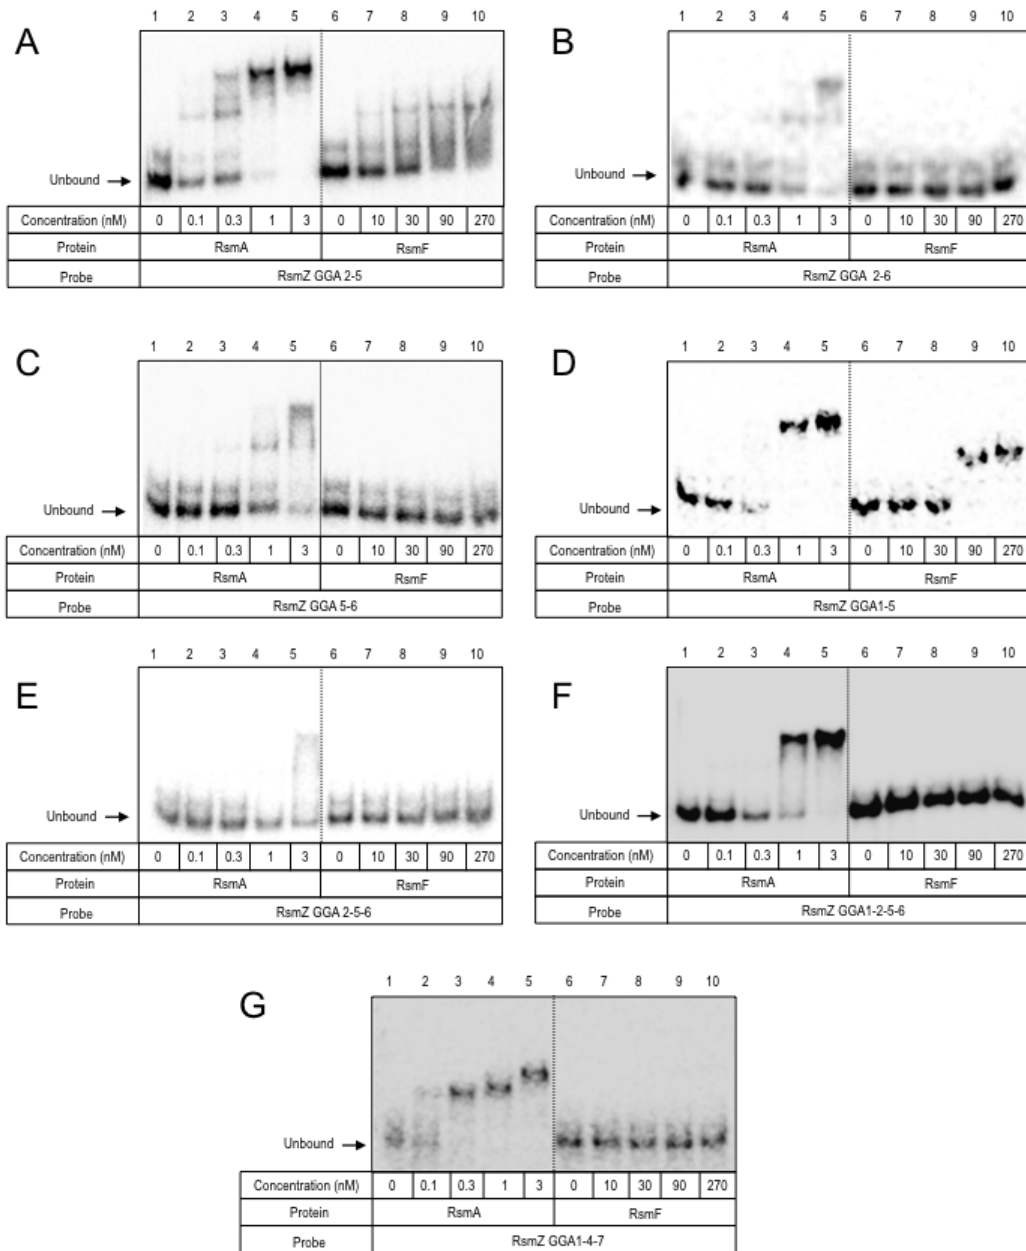 1 2 3 4 5 6 7 8 9 10
A
Unbound
Concentration (nM) 0 0.1 0.3 1 3 0 10 30 90 270
Protein RsmA RsmF
Probe RsmZ GGA 2-5
1 2 3 4 5 6 7 8 9 10
B
Unbound
Concentration (nM) 0 0.1 0.3 1 3 0 10 30 90 270
Protein RsmA RsmF
Probe RsmZ GGA 2-6
1 2 3 4 5 6 7 8 9 10
C
Unbound
Concentration (nM) 0 0.1 0.3 1 3 0 10 30 90 270
Protein RsmA RsmF
Probe RsmZ GGA 5-6
1 2 3 4 5 6 7 8 9 10
D
Unbound
Concentration (nM) 0 0.1 0.3 1 3 0 10 30 90 270
Protein RsmA RsmF
Probe RsmZ GGA1-5
1 2 3 4 5 6 7 8 9 10
E
Unbound
Concentration (nM) 0 0.1 0.3 1 3 0 10 30 90 270
Protein RsmA RsmF
Probe RsmZ GGA 2-5-6
1 2 3 4 5 6 7 8 9 10
F
Unbound
Concentration (nM) 0 0.1 0.3 1 3 0 10 30 90 270
Protein RsmA RsmF
Probe RsmZ GGA1-2-5-6
1 2 3 4 5 6 7 8 9 10
G
Unbound
Concentration (nM) 0 0.1 0.3 1 3 0 10 30 90 270
Protein RsmA RsmF
Probe RsmZ GGA1-4-7